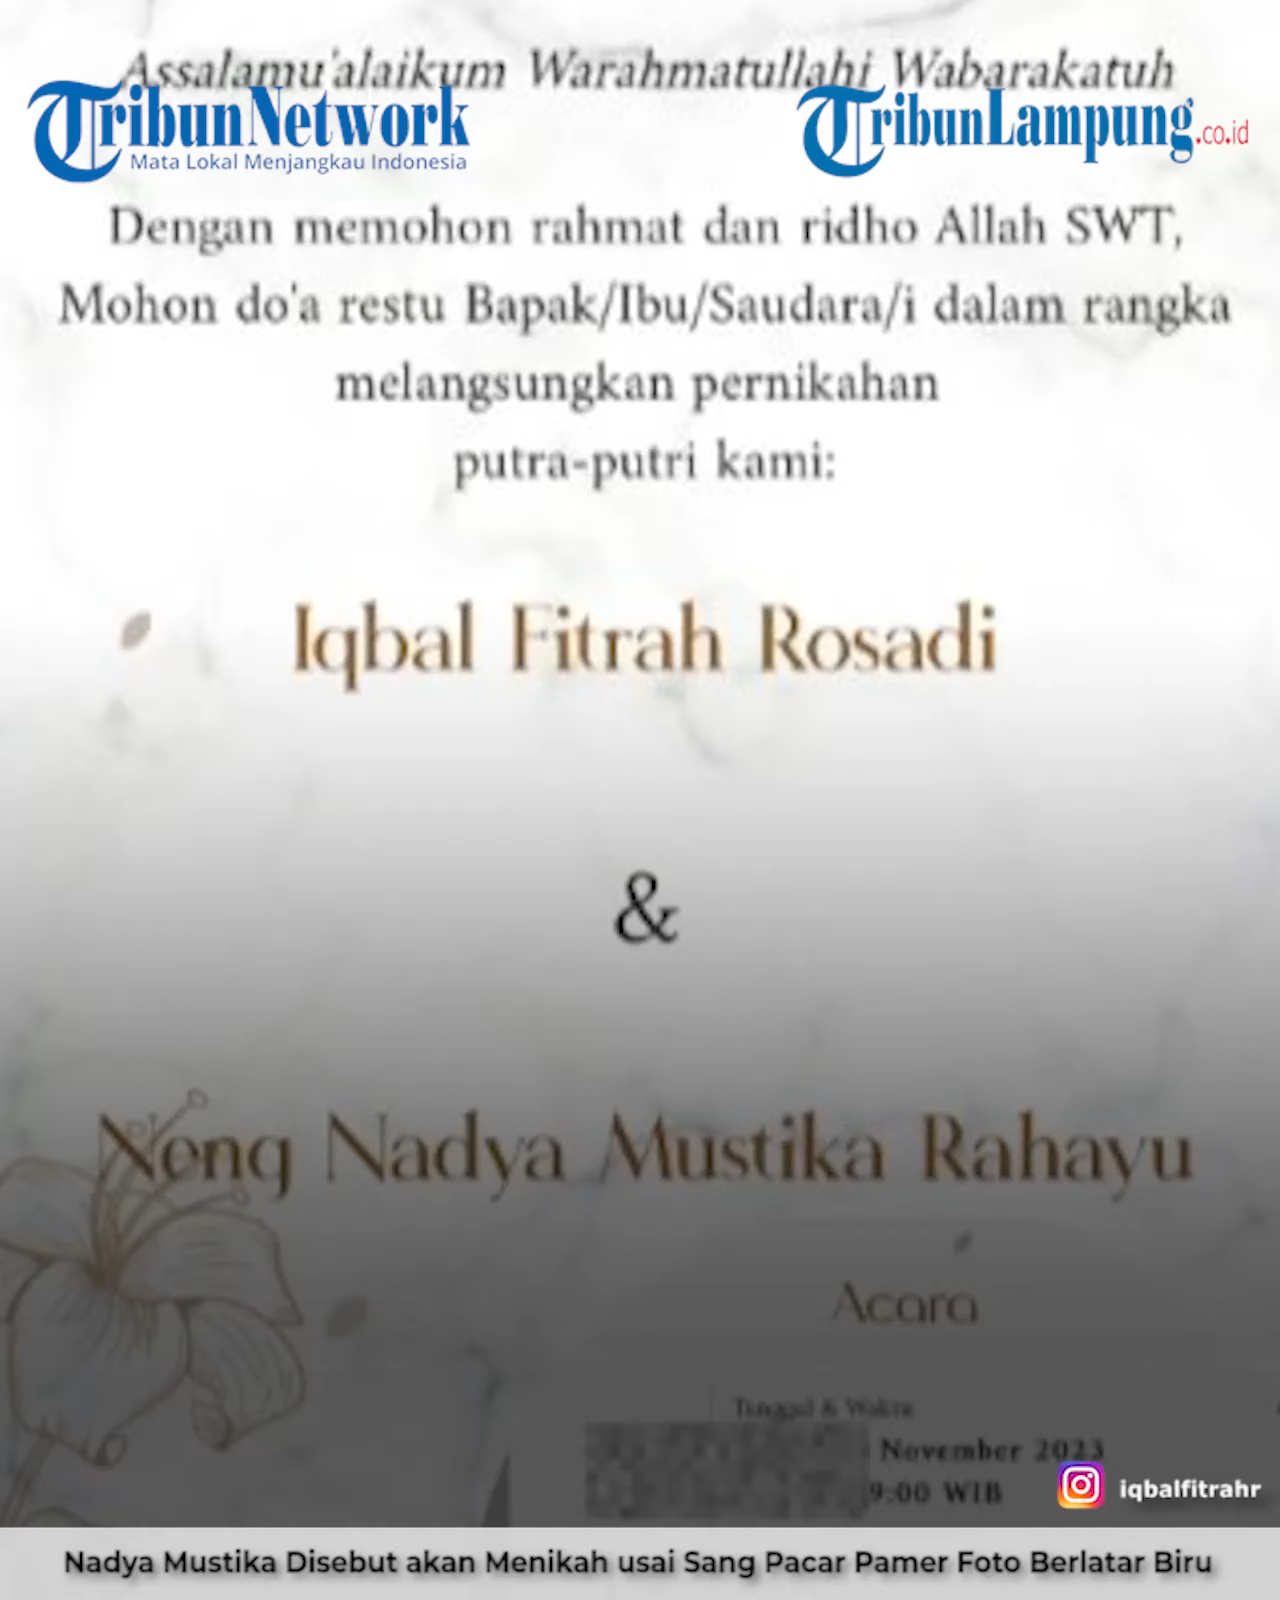 Assalamu'alaikum Warahmatullahi Wabarakatuh
TribunNetwork
Mata Lokal Menjangkau Indonesia
TribunLampung.co.id
Dengan memohon rahmat dan ridho Allah SWT,
Mohon do'a restu Bapak/Ibu/Saudara/i dalam rangka
melangsungkan pernikahan
putra-putri kami:
Iqbal Fitrah Rosadi
&
Neng Nadya Mustika Rahayu
Acara
Tanggal & Waktu
November 2023
9:00 WIB
iqbalfitrahr
Nadya Mustika Disebut akan Menikah usai Sang Pacar Pamer Foto Berlatar Biru